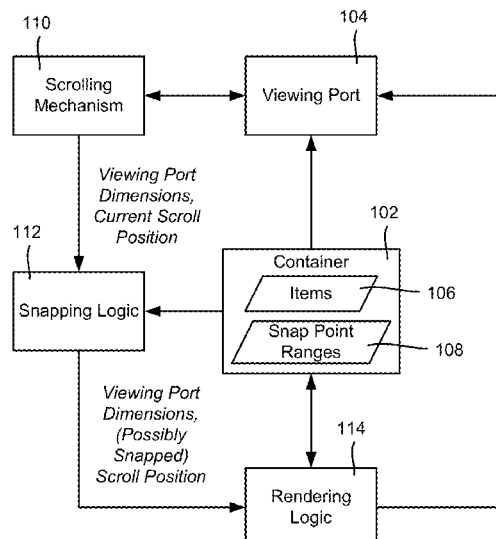 110
104
Scrolling
Mechanism
Viewing Port
Viewing Port
Dimensions,
Current Scroll
Position
112
102
Container
Items
106
Snapping Logic
Snap Point
Ranges
108
Viewing Port
Dimensions,
(Possibly
Snapped)
Scroll Position
114
Rendering
Logic